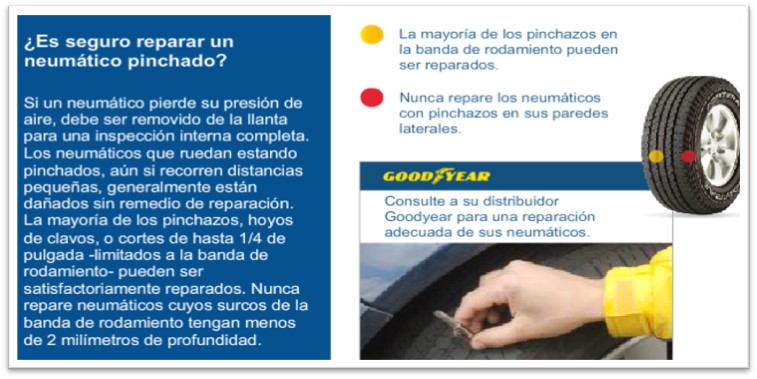 ¿Es seguro reparar un
neumático pinchado?
Si un neumático pierde su presión de
aire, debe ser removido de la llanta
para una inspección interna completa.
Los neumáticos que ruedan estando
pinchados, aún si recorren distancias
pequeñas, generalmente están
dañados sin remedio de reparación.
La mayoría de los pinchazos, hoyos
de clavos, o cortes de hasta 1/4 de
pulgada -limitados a la banda de
rodamiento- pueden ser
satisfactoriamente reparados. Nunca
repare neumáticos cuyos surcos de la
banda de rodamiento tengan menos
de 2 milímetros de profundidad.
La mayoría de los pinchazos en
la banda de rodamiento pueden
ser reparados.
Nunca repare los neumáticos
con pinchazos en sus paredes
laterales.
GOODYEAR
Consulte a su distribuidor
Goodyear para una reparación
adecuada de sus neumáticos.